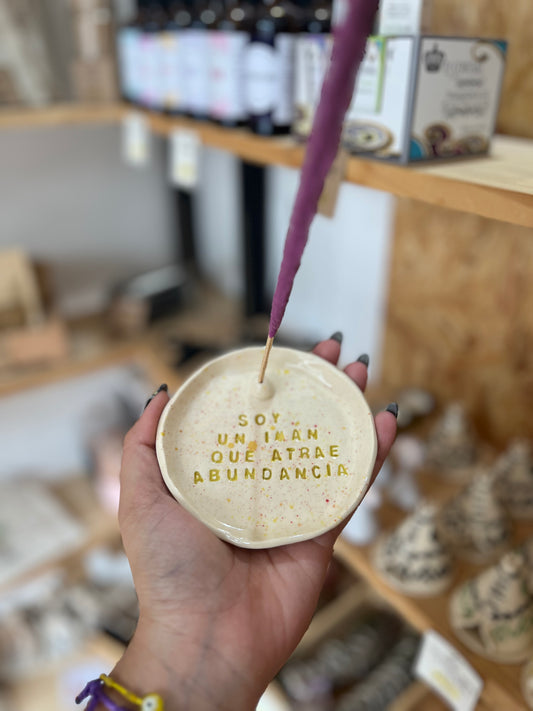 SOY
UN IMÁN
QUE ATRAE
ABUNDANCIA